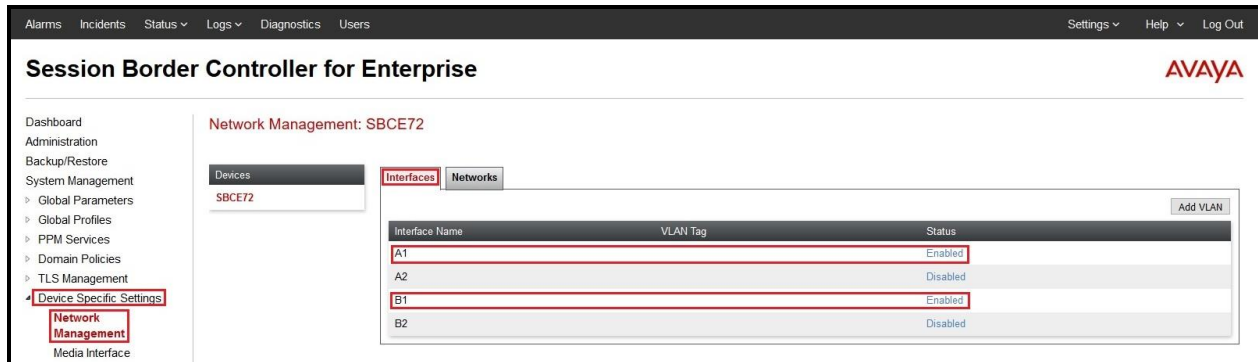 Alarms Incidents Status Logs Diagnostics Users Settings Help Log Out
Session Border Controller for Enterprise
AVAYA
Dashboard
Administration
Backup/Restore
System Management
Global Parameters
Global Profiles
PPM Services
Domain Policies
TLS Management
Device Specific Settings
Network
Management
Media Interface
Network Management: SBCE72
Devices
SBCE72
Interfaces Networks
Add VLAN
Interface Name VLAN Tag Status
A1 Enabled
A2 Disabled
B1 Enabled
B2 Disabled